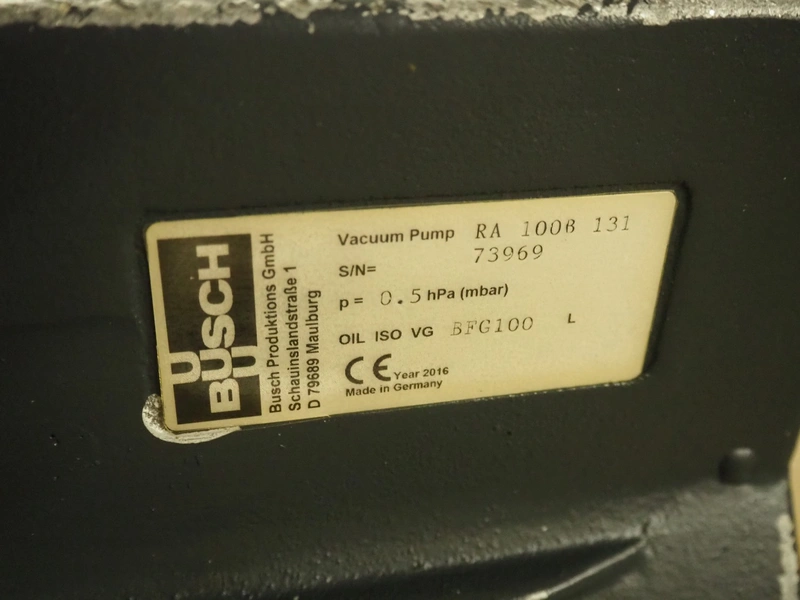 BUSCH
Busch Produktions GmbH
Schauinslandstraße 1
D 79689 Maulburg
Vacuum Pump RA 100B 131
S/N= 73969
p = 0.5 hPa (mbar)
OIL ISO VG BFG100 L
CE Year 2016
Made in Germany